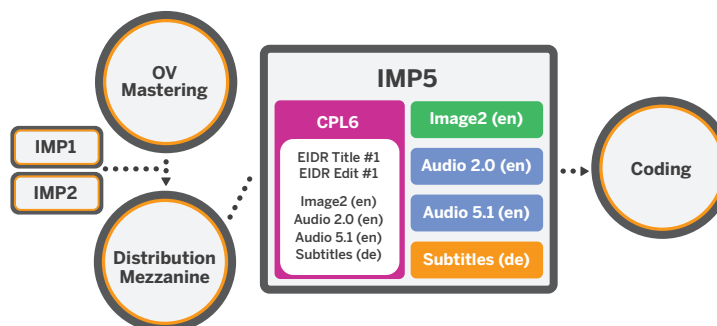 OV
Mastering
IMP1
IMP2
Distribution
Mezzanine
IMP5
CPL6
EIDR Title #1
EIDR Edit #1
Image2 (en)
Audio 2.0 (en)
Audio 5.1 (en)
Subtitles (de)
Image2 (en)
Audio 2.0 (en)
Audio 5.1 (en)
Subtitles (de)
Coding